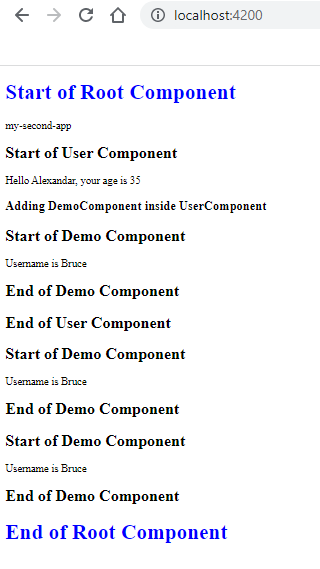 localhost:4200
Start of Root Component
my-second-app
Start of User Component
Hello Alexandar, your age is 35
Adding DemoComponent inside UserComponent
Start of Demo Component
Username is Bruce
End of Demo Component
End of User Component
Start of Demo Component
Username is Bruce
End of Demo Component
Start of Demo Component
Username is Bruce
End of Demo Component
End of Root Component